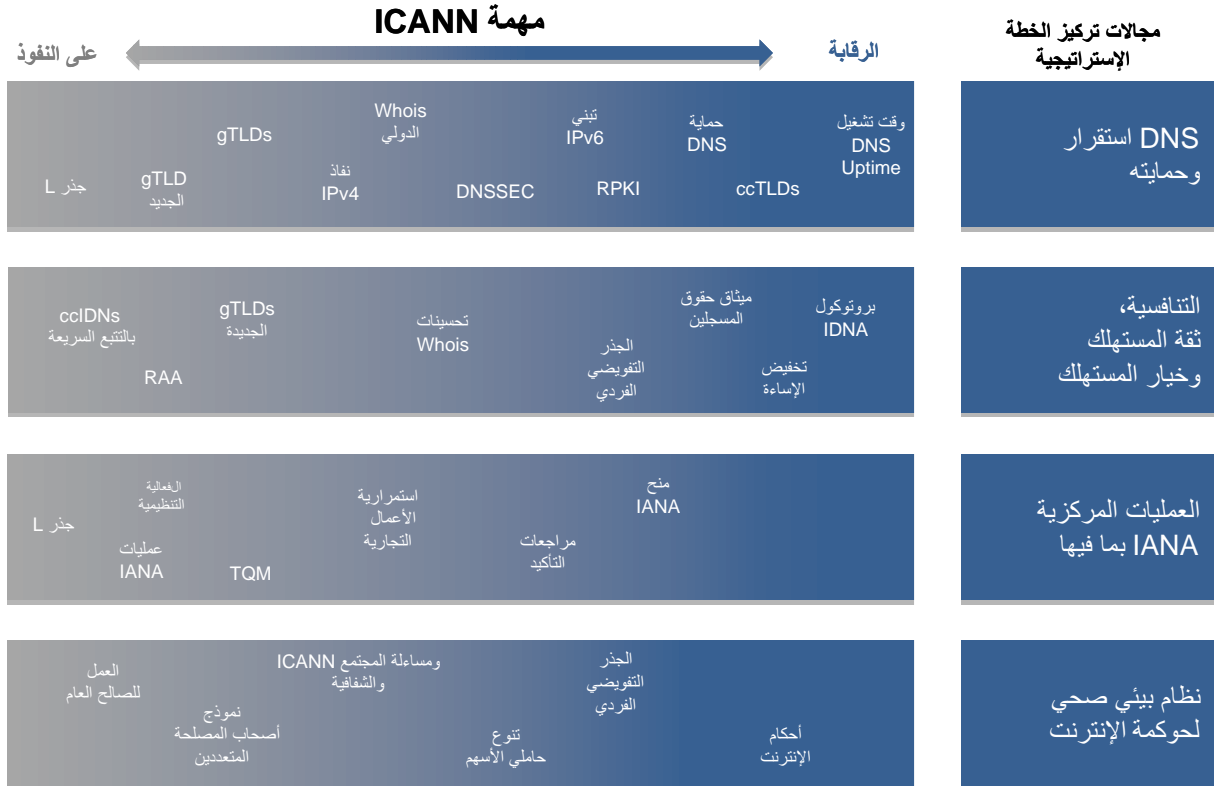 مهمة ICANN
مجالات تركيز الخطة
الإستراتيجية
الرقابة
على النفوذ
DNS استقرار
وحمايته
وقت تشغيل
DNS
Uptime
حماية
DNS
تبني
IPv6
Whois
الدولي
gTLDs
ccTLDs
RPKI
DNSSEC
نفاذ
IPv4
gTLD
الجديد
جذر L
التنافسية،
ثقة المستهلك
وخيار المستهلك
بروتوكول
IDNA
ميثاق حقوق
المسجلين
تحسينات
Whois
gTLDs
الجديدة
ccIDNs
بالتتبع السريعة
تخفيض
الإساءة
الجذر
التفويضي
الفردي
RAA
العمليات المركزية
IANA بما فيها
منح
IANA
استمرارية
الأعمال
التجارية
الفعالية
التنظيمية
جذر L
مراجعات
التأكيد
TQM
عمليات
IANA
نظام بيئي صحي
لحوكمة الإنترنت
الجذر
التفويضي
الفردي
ومساءلة المجتمع ICANN
والشفافية
العمل
للصالح العام
أحكام
الإنترنت
تنوع
حاملي الأسهم
نموذج
أصحاب المصلحة
المتعددين